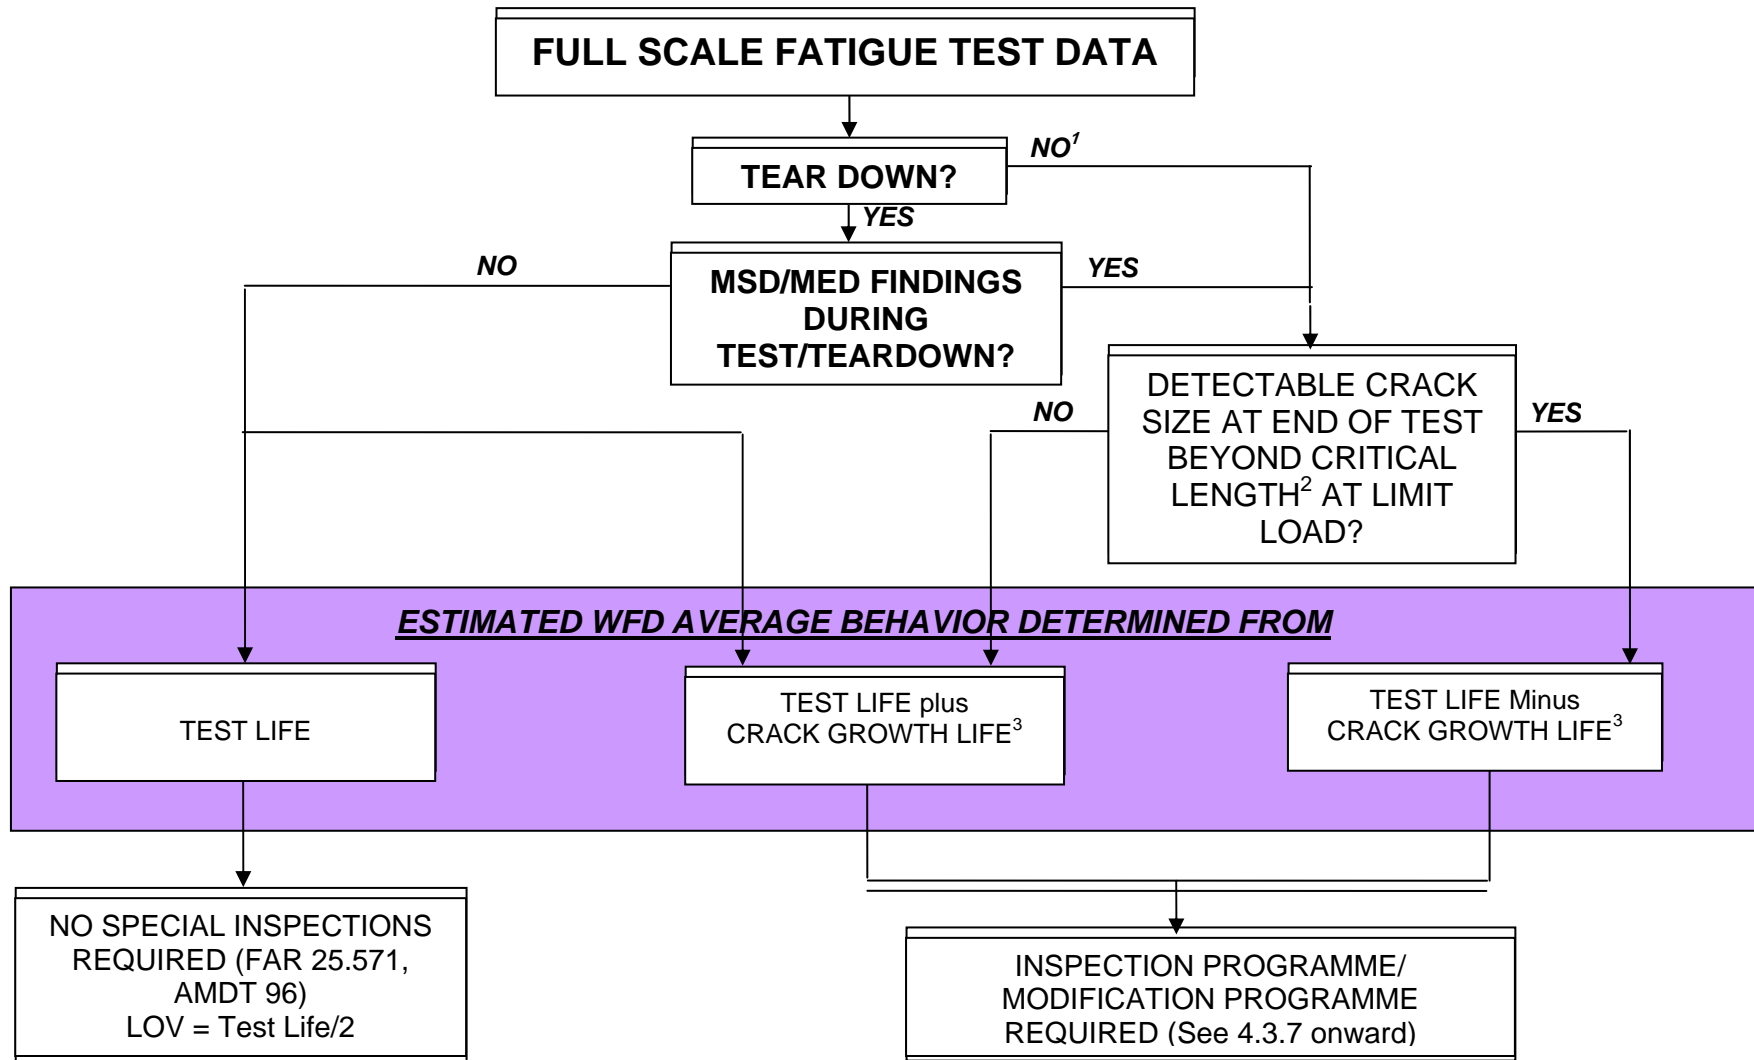 FULL SCALE FATIGUE TEST DATA
NO¹
TEAR DOWN?
YES
NO
YES
MSD/MED FINDINGS
DURING
TEST/TEARDOWN?
DETECTABLE CRACK
SIZE AT END OF TEST
BEYOND CRITICAL
LENGTH² AT LIMIT
LOAD?
NO
YES
ESTIMATED WFD AVERAGE BEHAVIOR DETERMINED FROM
TEST LIFE
TEST LIFE plus
CRACK GROWTH LIFE³
TEST LIFE Minus
CRACK GROWTH LIFE³
NO SPECIAL INSPECTIONS
REQUIRED (FAR 25.571,
AMDT 96)
LOV = Test Life/2
INSPECTION PROGRAMME/
MODIFICATION PROGRAMME
REQUIRED (See 4.3.7 onward)